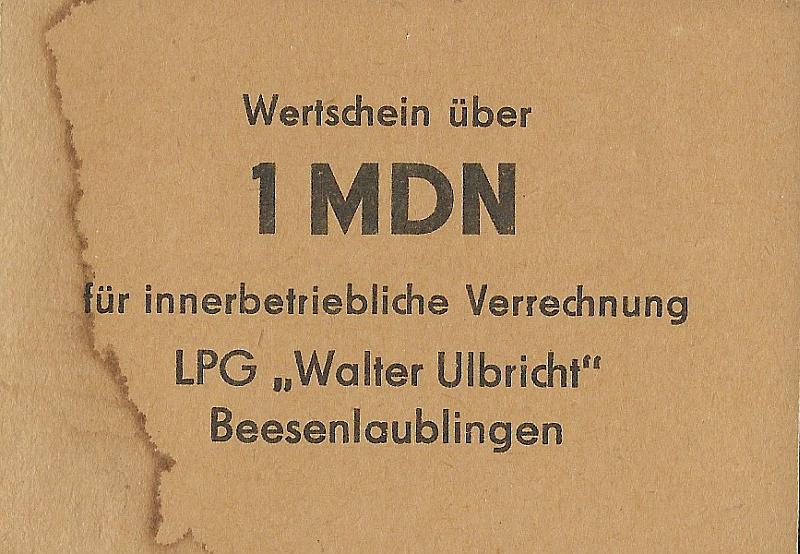 Wertschein über
1 MDN
für innerbetriebliche Verrechnung
LPG „Walter Ulbricht“
Beesenlaublingen